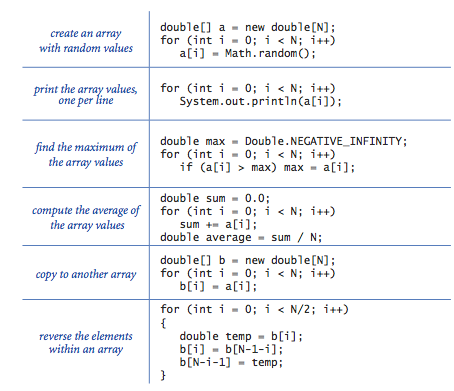 create an array
with random values
double[] a = new double[N];
for (int i = 0; i < N; i++)
a[i] = Math.random();
print the array values,
one per line
for (int i = 0; i < N; i++)
System.out.println(a[i]);
find the maximum of
the array values
double max = Double.NEGATIVE_INFINITY;
for (int i = 0; i < N; i++)
if (a[i] > max) max = a[i];
compute the average of
the array values
double sum = 0.0;
for (int i = 0; i < N; i++)
sum += a[i];
double average = sum / N;
copy to another array
double[] b = new double[N];
for (int i = 0; i < N; i++)
b[i] = a[i];
reverse the elements
within an array
for (int i = 0; i < N/2; i++)
{
double temp = b[i];
b[i] = b[N-1-i];
b[N-i-1] = temp;
}